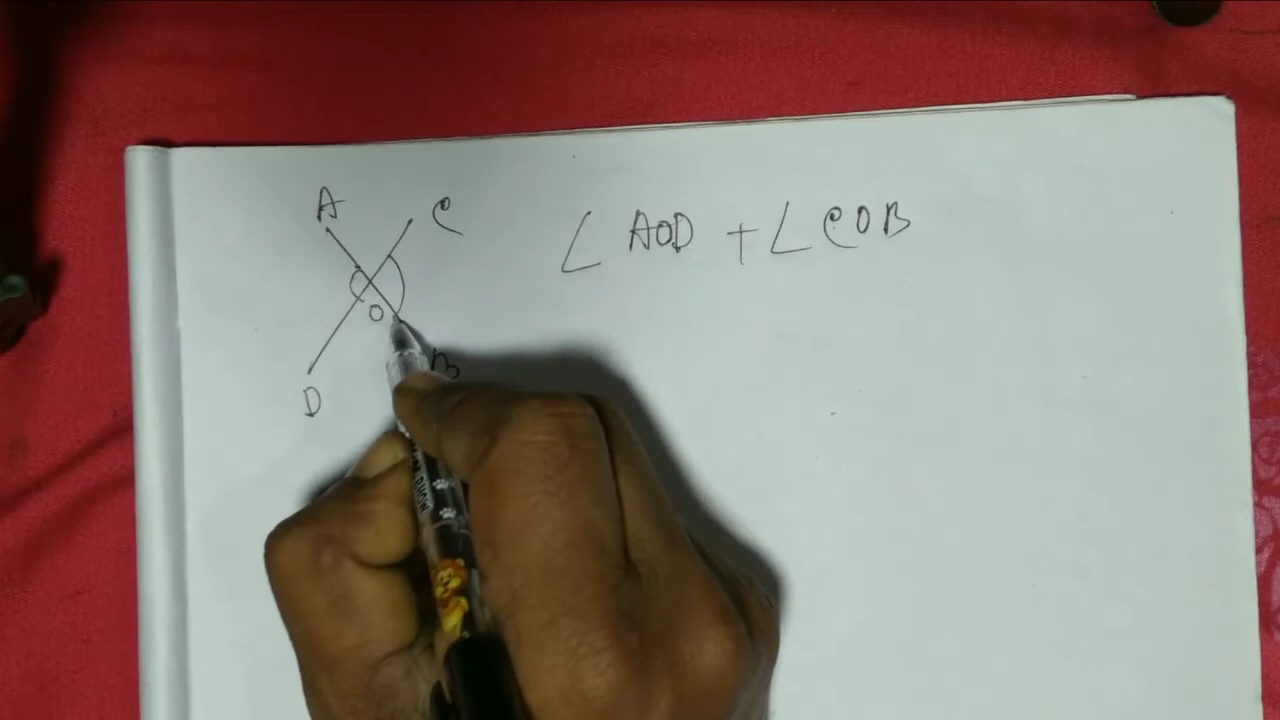 A C
∠ AOD + ∠ COB
O
B
D